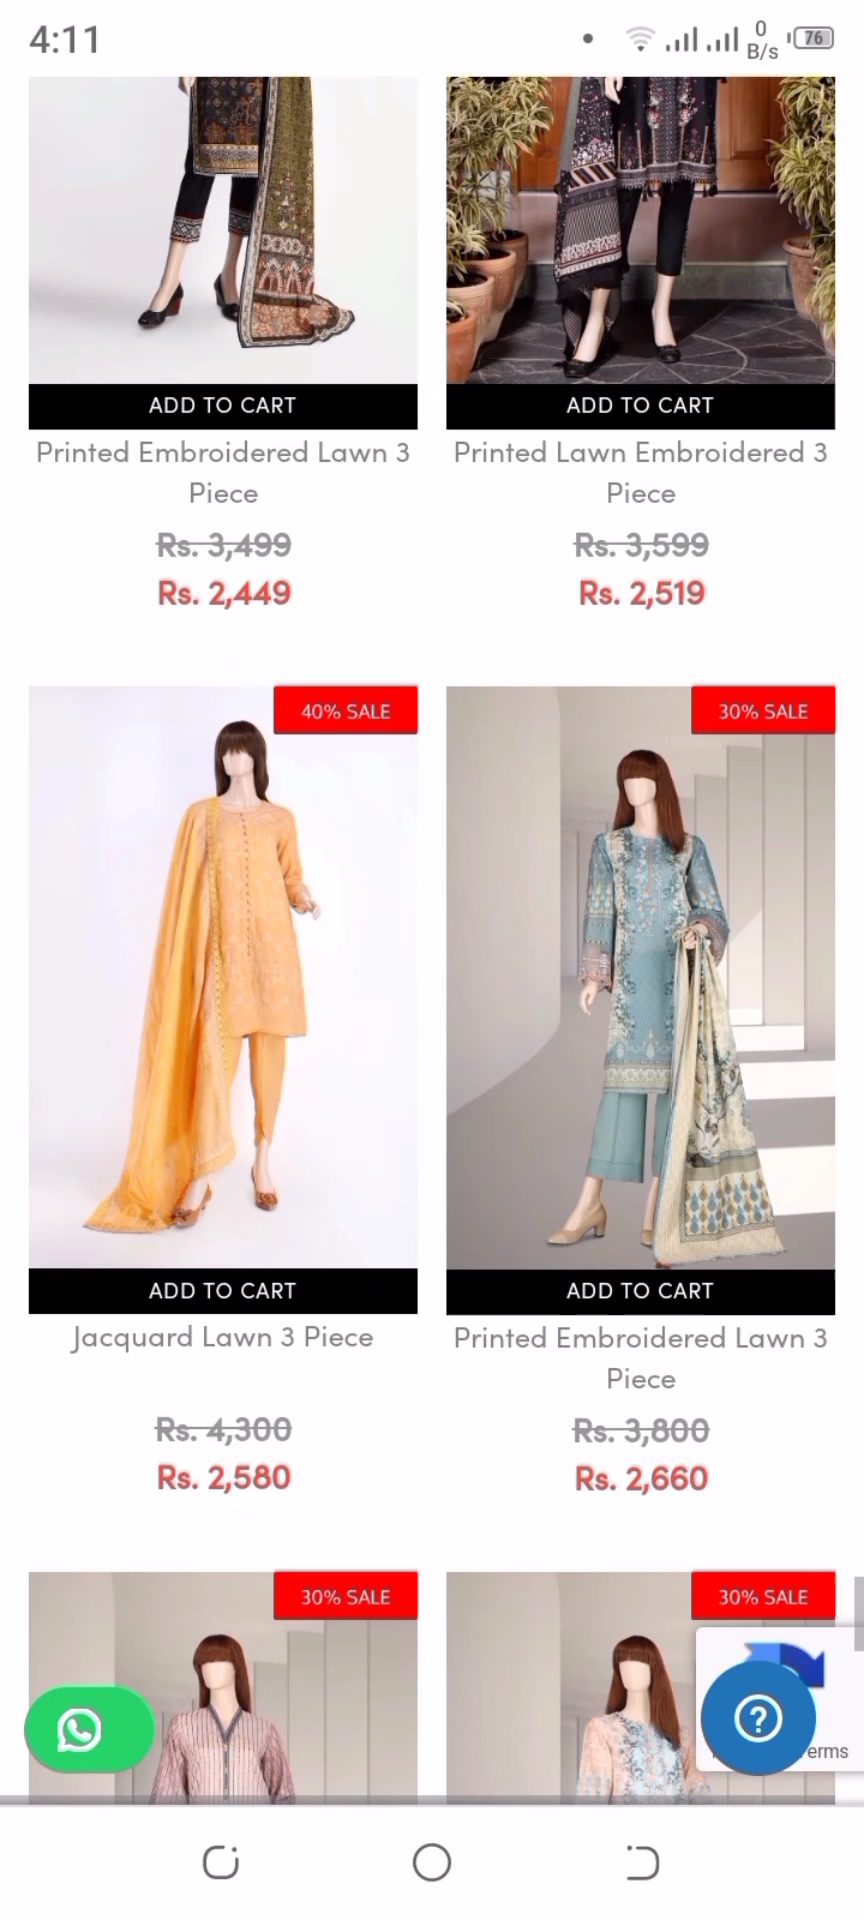 4:11
0
B/s
76
ADD TO CART
ADD TO CART
Printed Embroidered Lawn 3
Piece
Printed Lawn Embroidered 3
Piece
Rs. 3,499
Rs. 2,449
Rs. 3,599
Rs. 2,519
40% SALE
30% SALE
ADD TO CART
ADD TO CART
Jacquard Lawn 3 Piece
Printed Embroidered Lawn 3
Piece
Rs. 4,300
Rs. 2,580
Rs. 3,800
Rs. 2,660
30% SALE
30% SALE
?